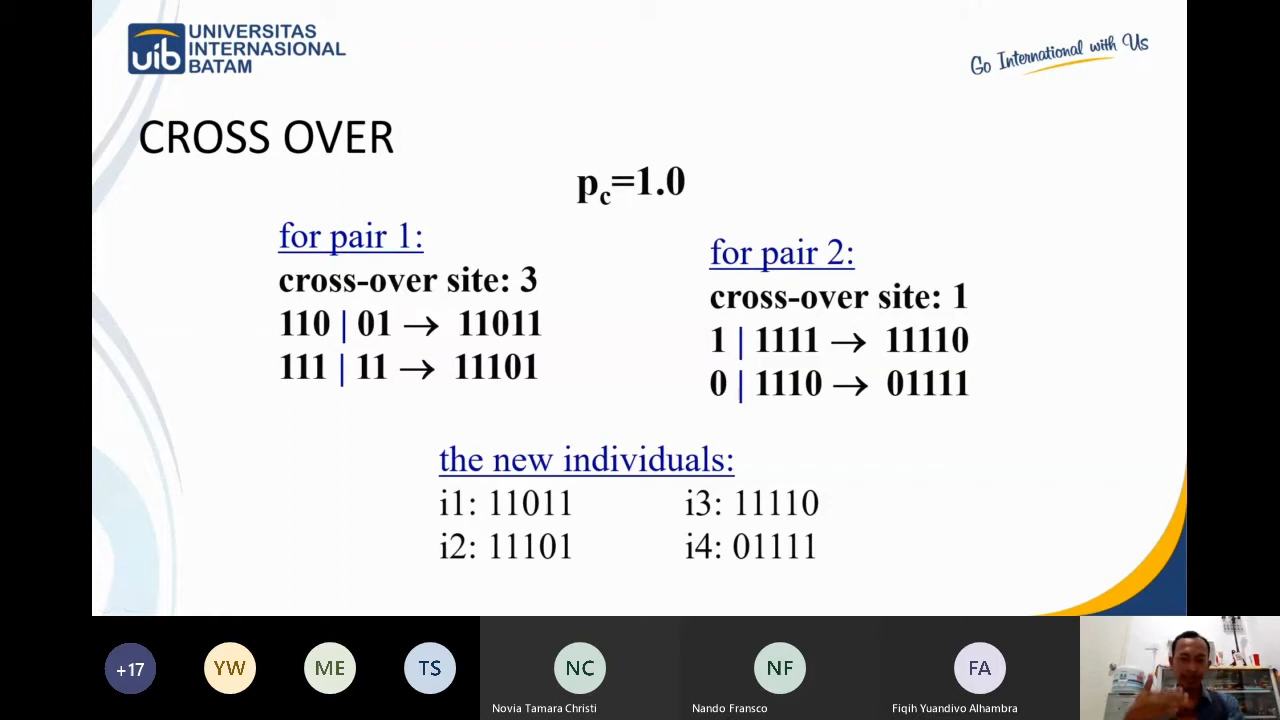 uib
UNIVERSITAS
INTERNASIONAL
BATAM
Go International with Us
CROSS OVER
pc=1.0
for pair 1:
cross-over site: 3
110 | 01 → 11011
111 | 11 → 11101
for pair 2:
cross-over site: 1
1 | 1111 → 11110
0 | 1110 → 01111
the new individuals:
i1: 11011
i2: 11101
i3: 11110
i4: 01111
+17
YW
ME
TS
NC
Novia Tamara Christi
NF
Nando Fransco
FA
Fiqih Yuandivo Alhambra